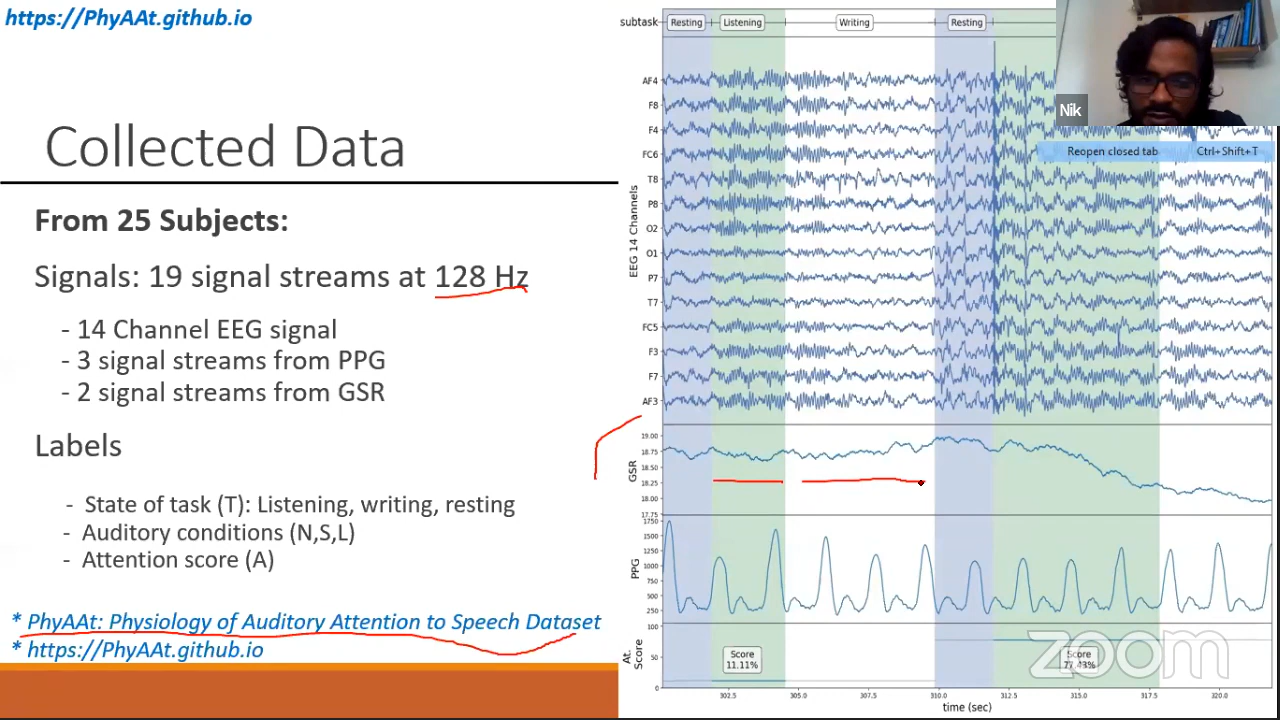 https://PhyAAt.github.io
Collected Data
From 25 Subjects:
Signals: 19 signal streams at 128 Hz
- 14 Channel EEG signal
- 3 signal streams from PPG
- 2 signal streams from GSR
Labels
- State of task (T): Listening, writing, resting
- Auditory conditions (N,S,L)
- Attention score (A)
* PhyAAt: Physiology of Auditory Attention to Speech Dataset
* https://PhyAAt.github.io
subtask
Resting Listening Writing Resting
Nik
Reopen closed tab Ctrl+Shift+T
EEG 14 Channels
AF4
F8
F4
FC6
T8
P8
O2
O1
P7
T7
FC5
F3
F7
AF3
GSR
19.00
18.75
18.50
18.25
18.00
17.75
PPG
1750
1500
1250
1000
750
500
250
At.
Score
100
50
0
Score
11.11%
Score
77.43%
zoom
302.5 305.0 307.5 310.0 312.5 315.0 317.5 320.0
time (sec)